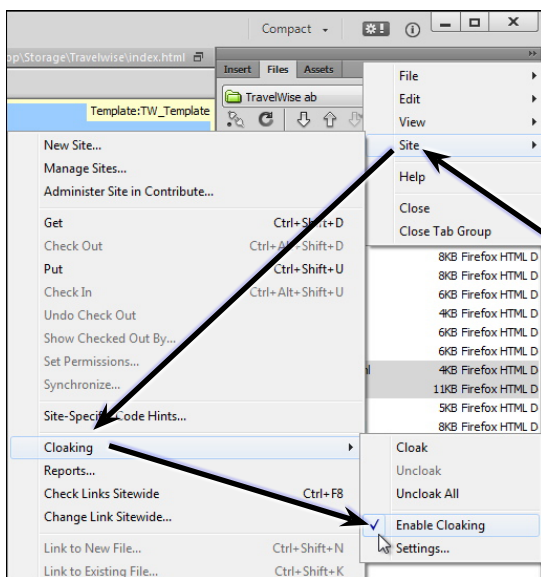 Compact
op\Storage\Travelwise\index.html
Insert Files Assets
TravelWise ab
Template:TW_Template
File
Edit
View
Site
Help
Close
Close Tab Group
New Site...
Manage Sites...
Administer Site in Contribute...
Get Ctrl+Shift+D
Check Out Ctrl+Alt+Shift+D
Put Ctrl+Shift+U
Check In Ctrl+Alt+Shift+U
Undo Check Out
Show Checked Out By...
Set Permissions...
Synchronize...
Site-Specific Code Hints...
Cloaking
Reports...
Check Links Sitewide Ctrl+F8
Change Link Sitewide...
Link to New File... Ctrl+Shift+N
Link to Existing File... Ctrl+Shift+K
8KB Firefox HTML D
8KB Firefox HTML D
6KB Firefox HTML D
4KB Firefox HTML D
6KB Firefox HTML D
6KB Firefox HTML D
4KB Firefox HTML D
11KB Firefox HTML D
5KB Firefox HTML D
8KB Firefox HTML D
Cloak
Uncloak
Uncloak All
Enable Cloaking
Settings...